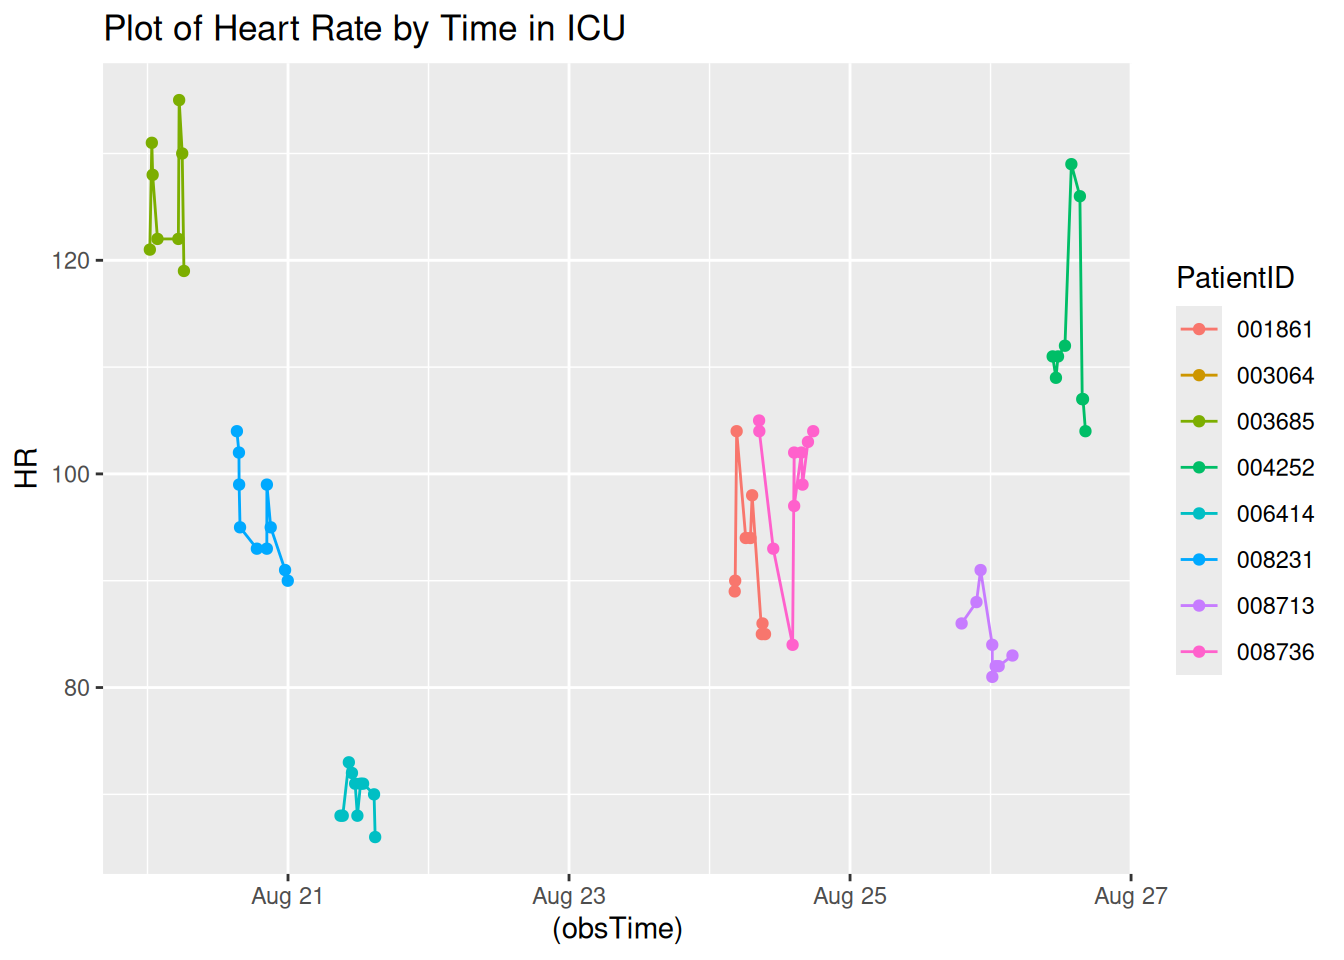 Plot of Heart Rate by Time in ICU
HR
120
100
80
Aug 21
Aug 23
Aug 25
Aug 27
(obsTime)
PatientID
001861
003064
003685
004252
006414
008231
008713
008736